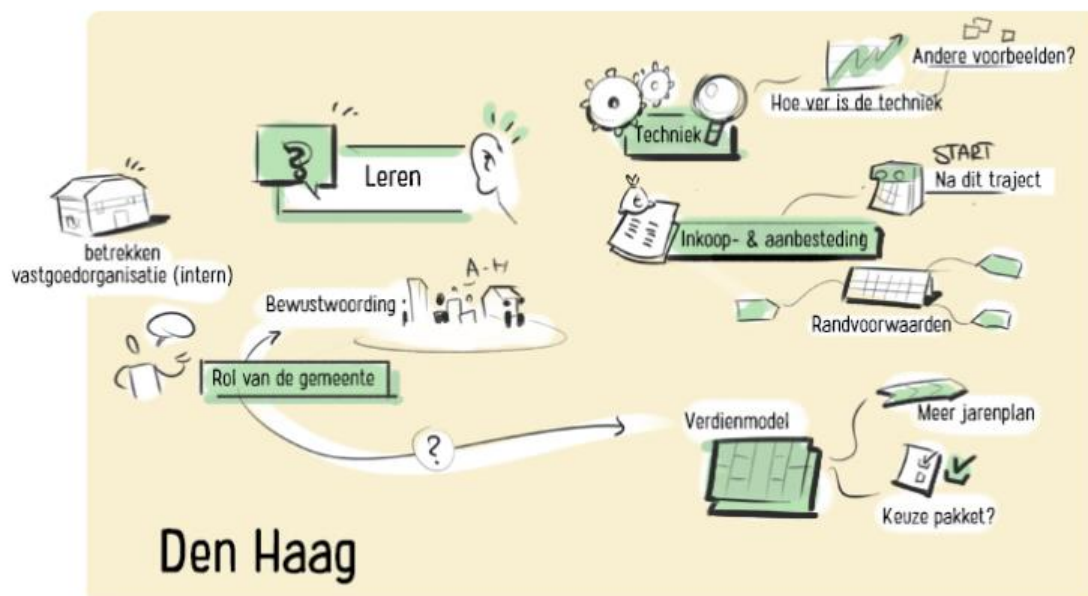 Andere voorbeelden?
Hoe ver is de techniek
Techniek
?
Leren
START
Na dit traject
Inkoop- & aanbesteding
betrekken
vastgoedorganisatie (intern)
A-H
Bewustwoording
Randvoorwaarden
Rol van de gemeente
?
Verdienmodel
Meer jarenplan
Keuze pakket?
Den Haag